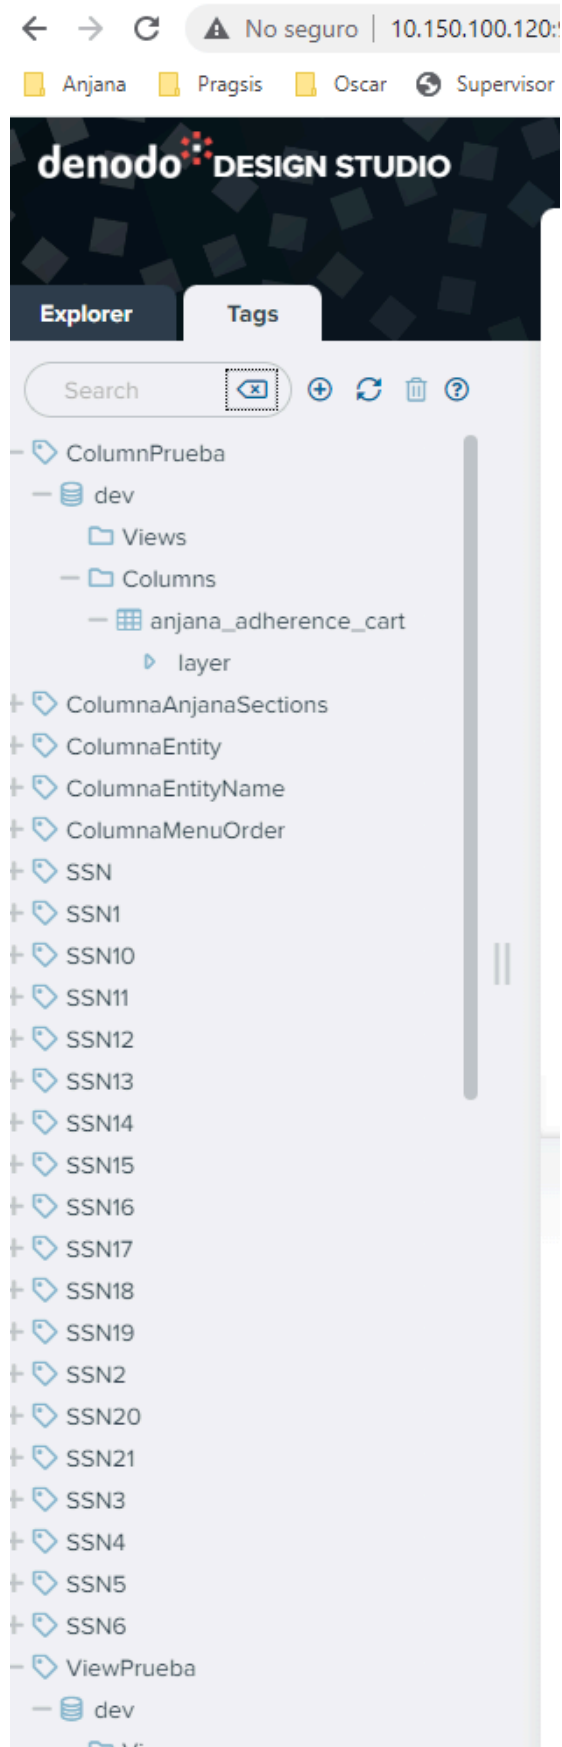 No seguro | 10.150.100.120:
Anjana Pragsis Oscar Supervisor
denodo DESIGN STUDIO
Explorer Tags
Search
ColumnPrueba
dev
Views
Columns
anjana_adherence_cart
layer
ColumnaAnjanaSections
ColumnaEntity
ColumnaEntityName
ColumnaMenuOrder
SSN
SSN1
SSN10
SSN11
SSN12
SSN13
SSN14
SSN15
SSN16
SSN17
SSN18
SSN19
SSN2
SSN20
SSN21
SSN3
SSN4
SSN5
SSN6
ViewPrueba
dev